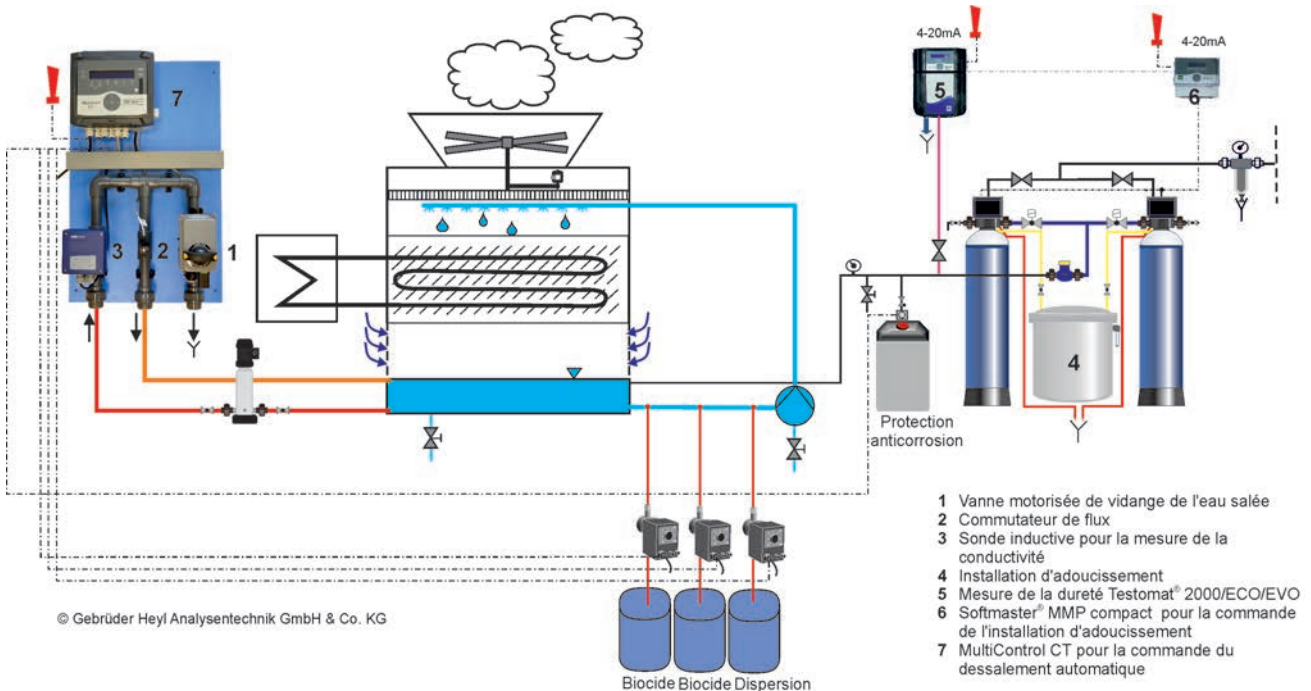 4-20mA
4-20mA
7
5
6
3
2
1
4
Protection
anticorrosion
1 Vanne motorisée de vidange de l'eau salée
2 Commutateur de flux
3 Sonde inductive pour la mesure de la
conductivité
4 Installation d'adoucissement
5 Mesure de la dureté Testomat® 2000/ECO/EVO
6 Softmaster® MMP compact pour la commande
de l'installation d'adoucissement
7 MultiControl CT pour la commande du
dessalement automatique
© Gebrüder Heyl Analysentechnik GmbH & Co. KG
Biocide Biocide Dispersion